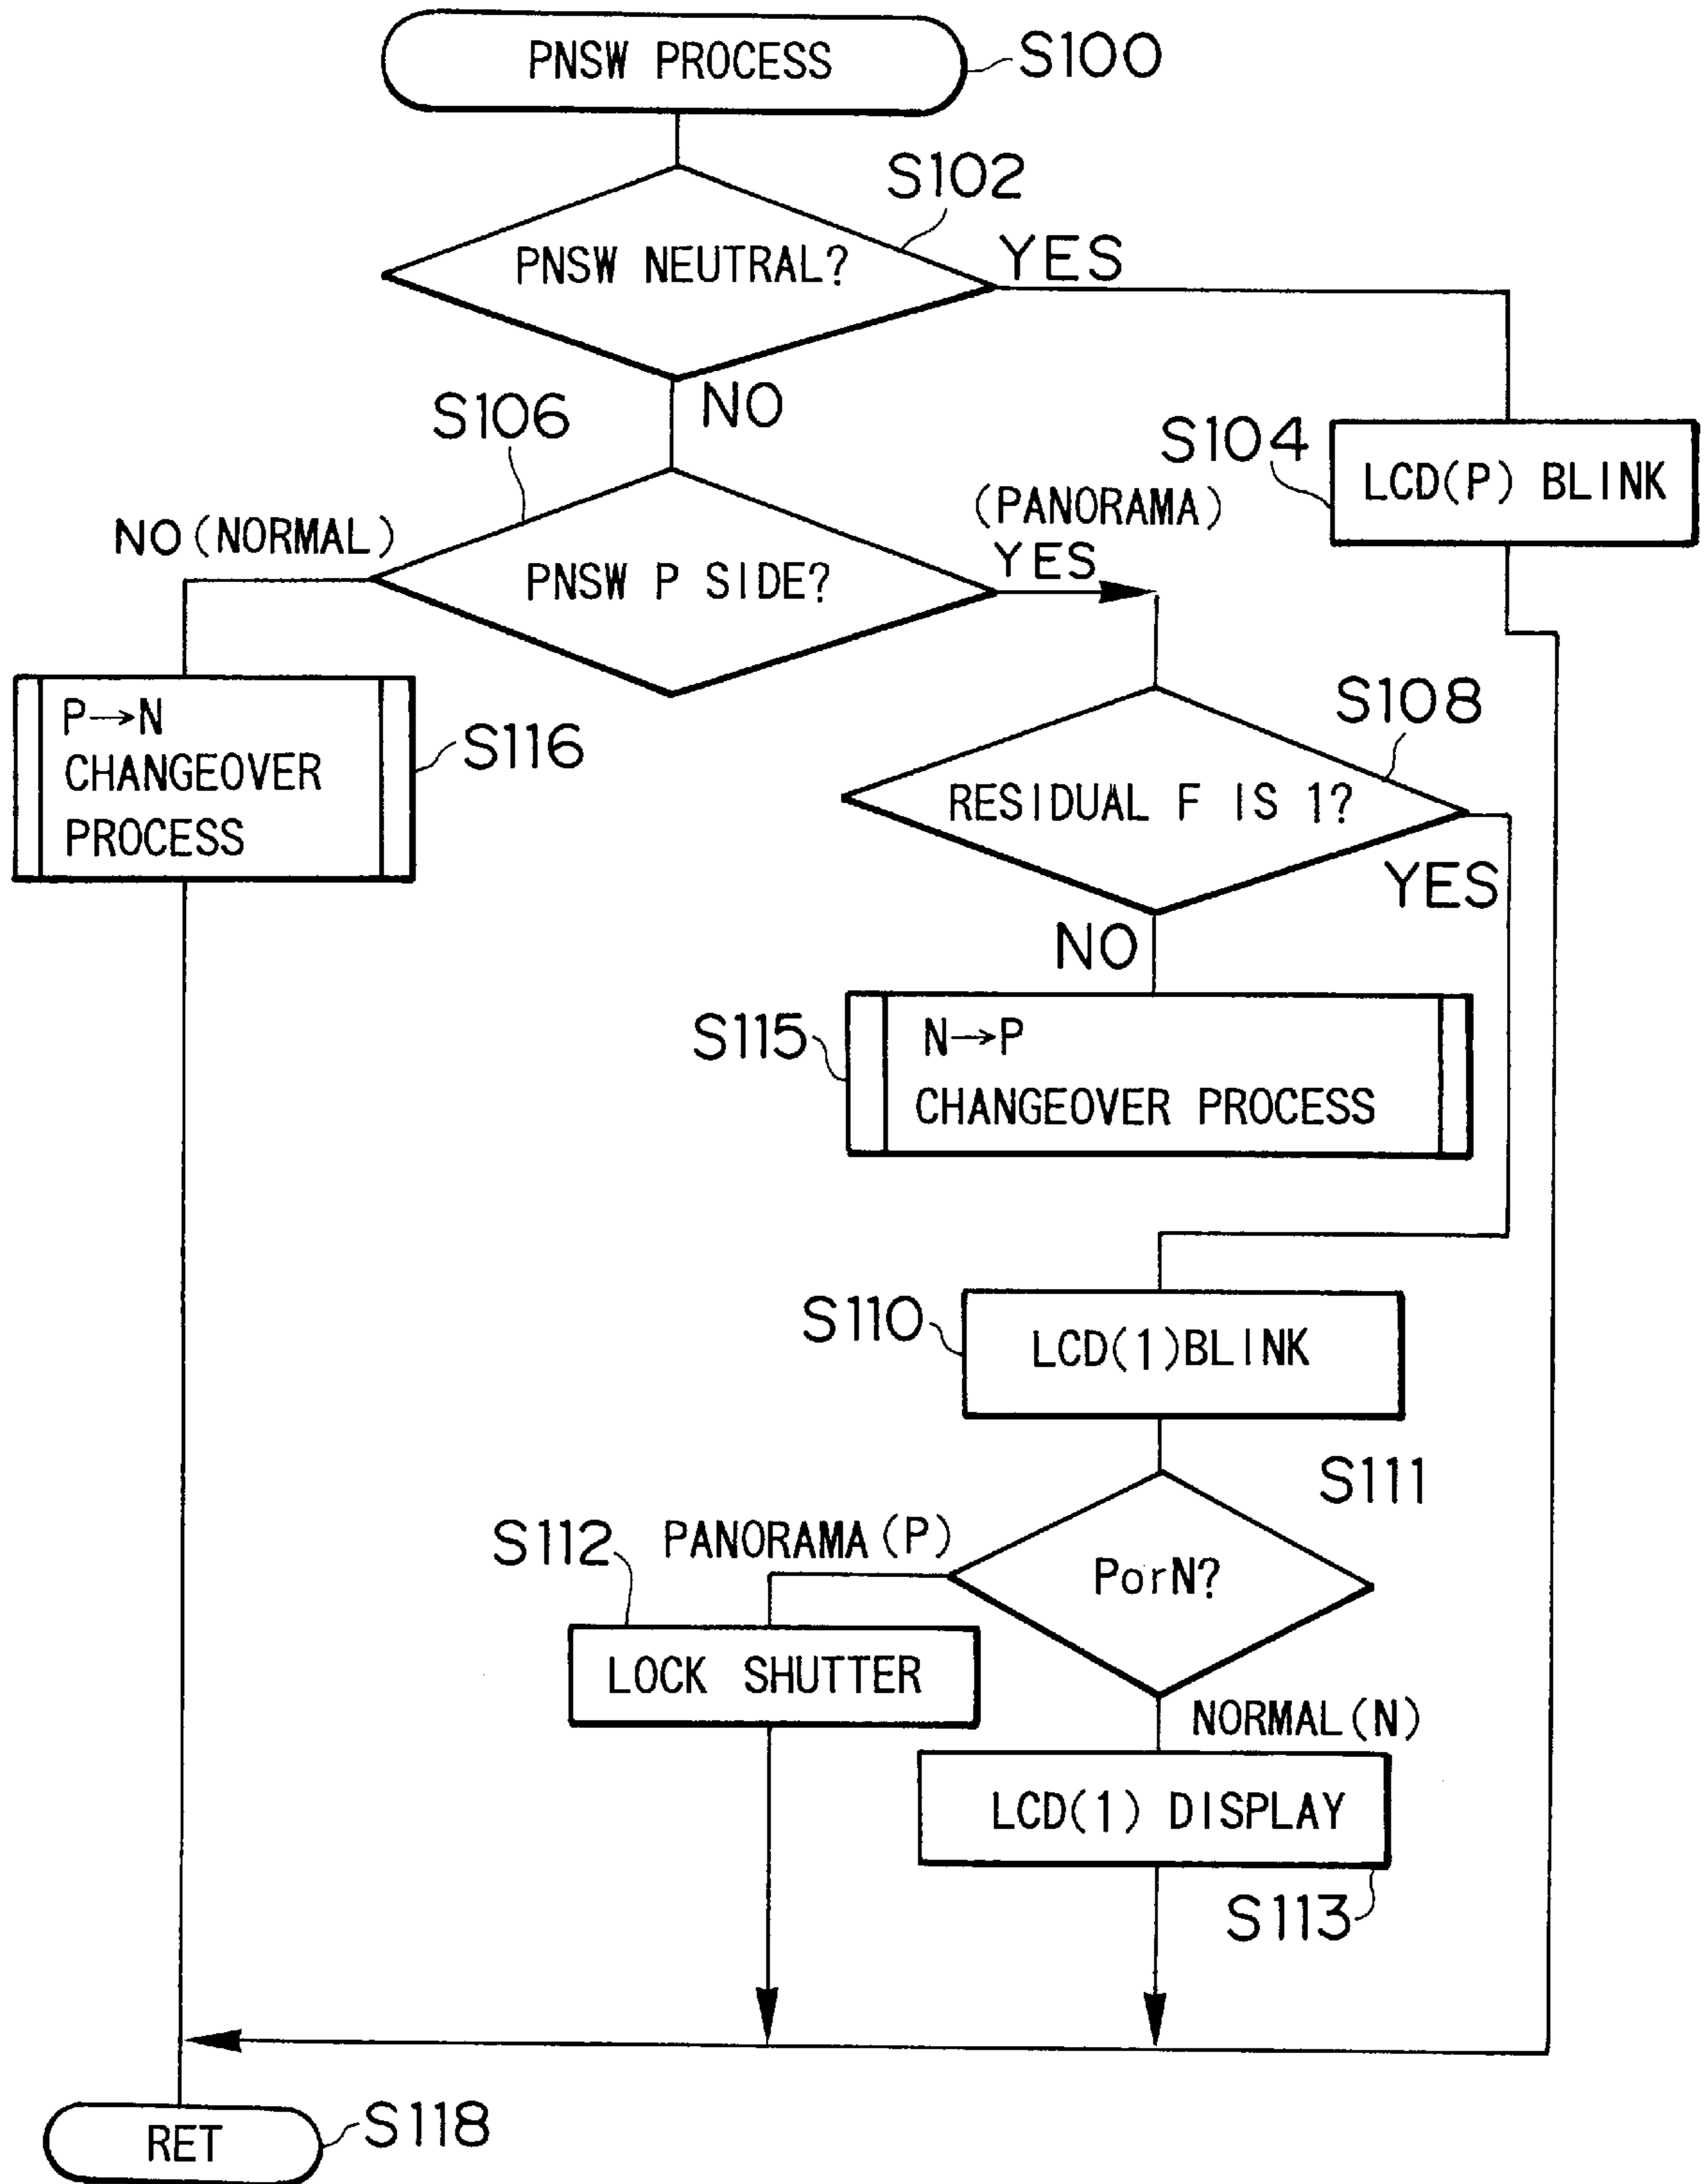 PNSW PROCESS
S100
S102
PNSW NEUTRAL?
YES
NO
S106
S104
LCD(P) BLINK
(PANORAMA)
NO (NORMAL)
YES
PNSW P SIDE?
P→N
CHANGEOVER
PROCESS
S116
S108
RESIDUAL F IS 1?
YES
NO
S115
N→P
CHANGEOVER PROCESS
S110
LCD(1)BLINK
S111
S112
PANORAMA (P)
PorN?
LOCK SHUTTER
NORMAL (N)
LCD(1) DISPLAY
S113
RET
S118